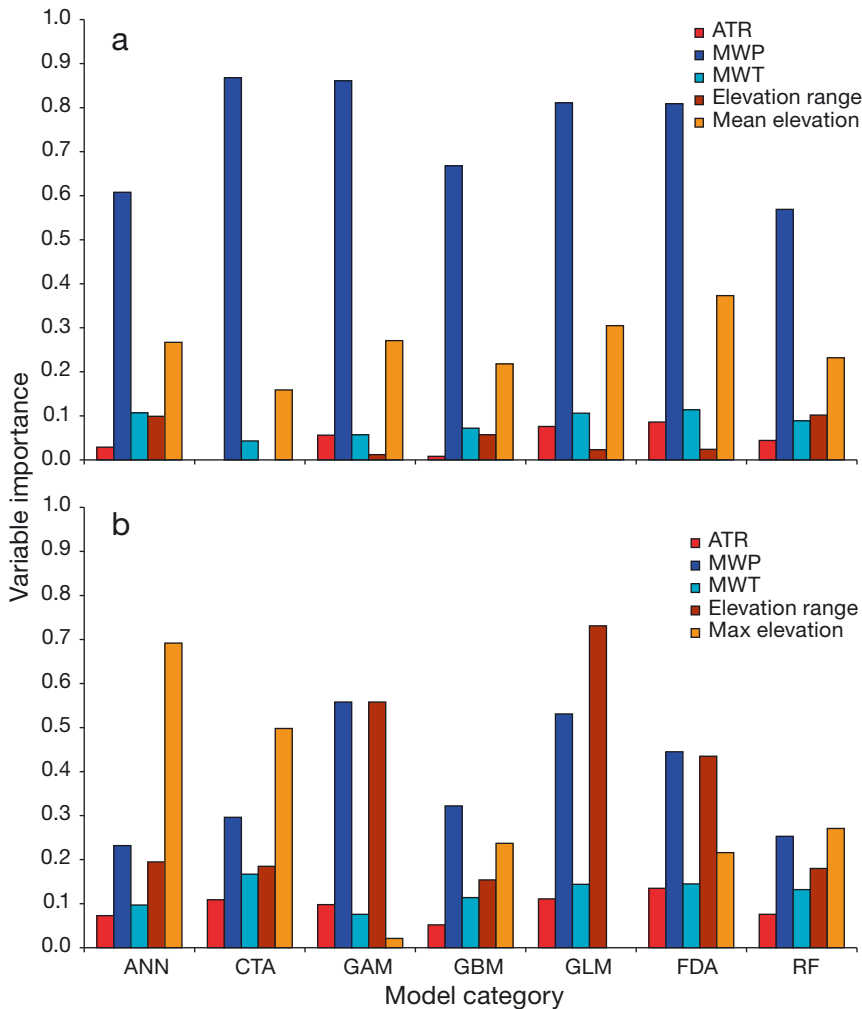 Variable importance
a
1.0
0.9
0.8
0.7
0.6
0.5
0.4
0.3
0.2
0.1
0.0
ATR
MWP
MWT
Elevation range
Mean elevation
b
1.0
0.9
0.8
0.7
0.6
0.5
0.4
0.3
0.2
0.1
0.0
ATR
MWP
MWT
Elevation range
Max elevation
ANN CTA GAM GBM GLM FDA RF
Model category